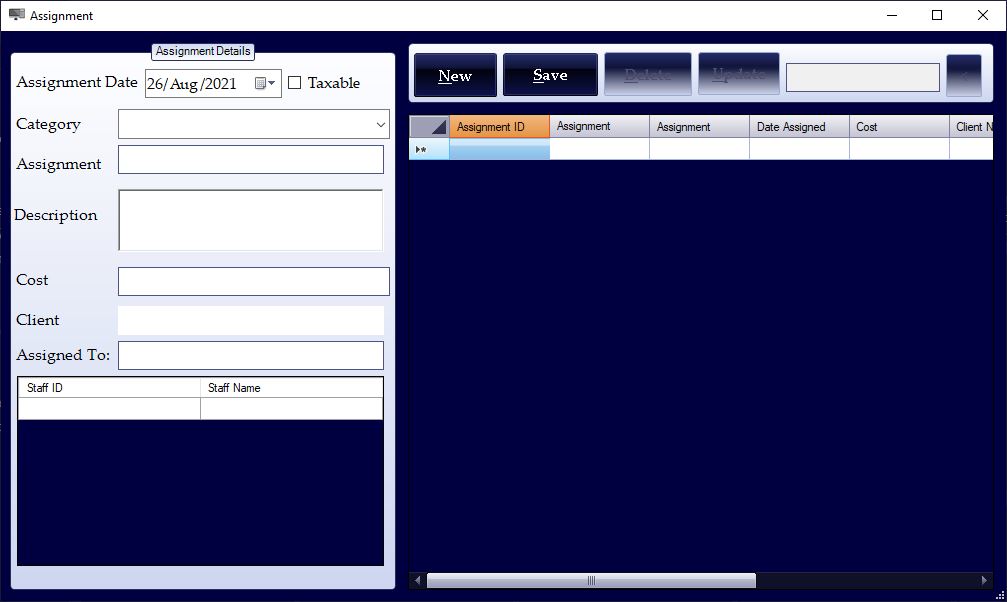 Assignment
Assignment Details
Assignment Date 26/Aug/2021 Taxable
Category
Assignment
Description
Cost
Client
Assigned To:
Staff ID Staff Name
New Save Delete Update <
Assignment ID Assignment Assignment Date Assigned Cost Client N